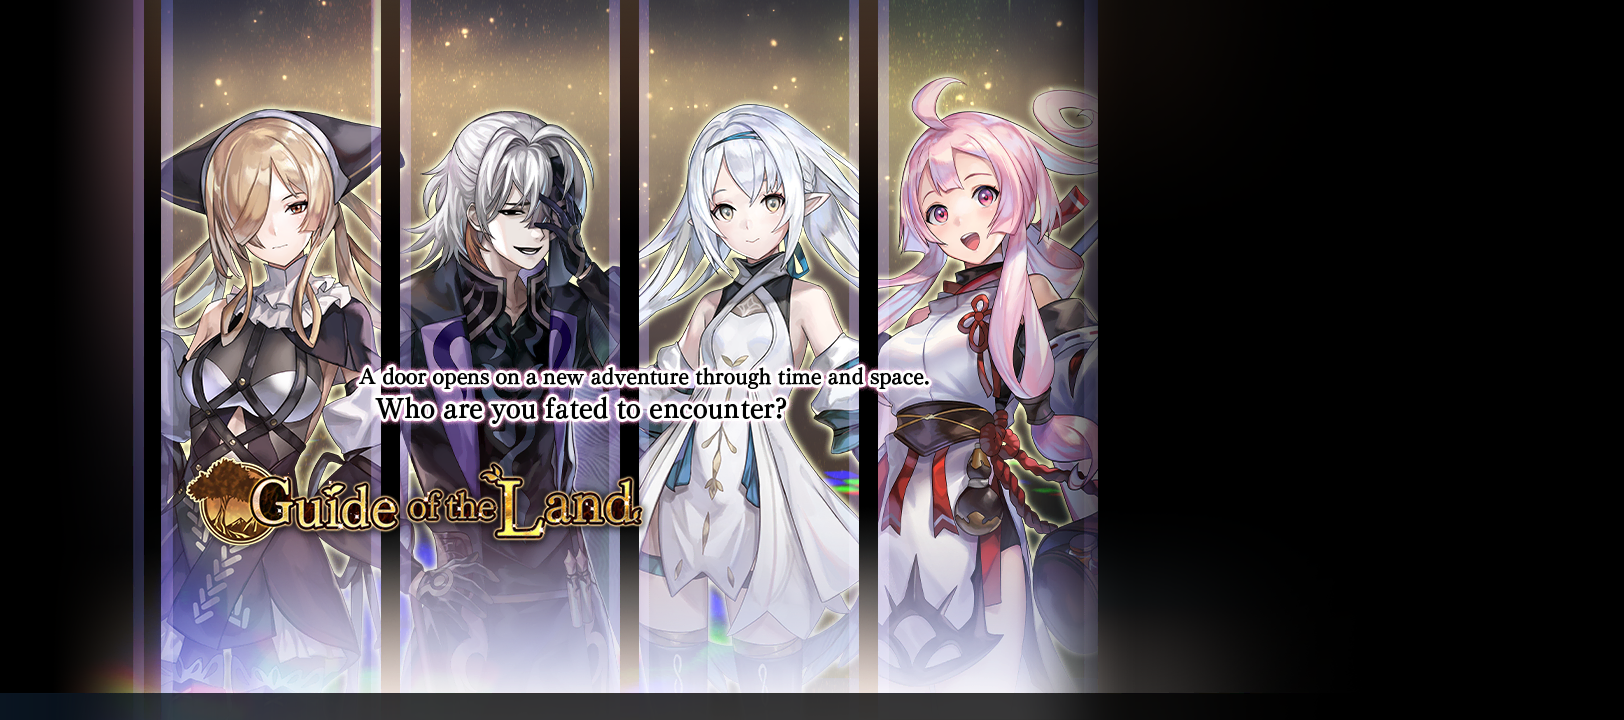 A door opens on a new adventure through time and space.
Who are you fated to encounter?
Guide of the Land